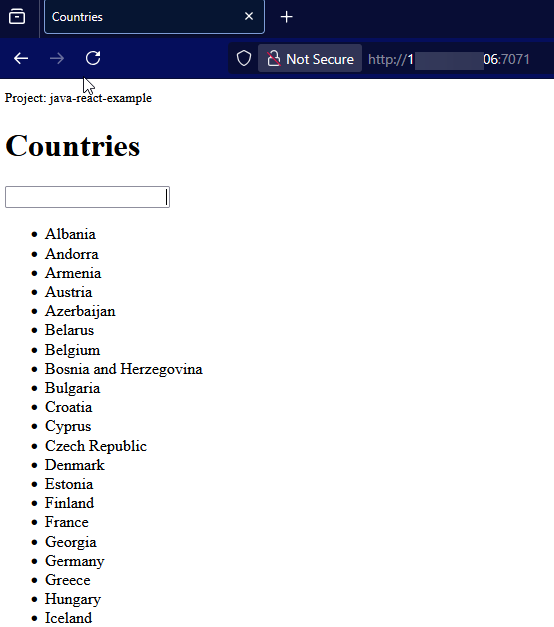 Countries
Not Secure http://1 06:7071
Project: java-react-example
Countries
Albania
Andorra
Armenia
Austria
Azerbaijan
Belarus
Belgium
Bosnia and Herzegovina
Bulgaria
Croatia
Cyprus
Czech Republic
Denmark
Estonia
Finland
France
Georgia
Germany
Greece
Hungary
Iceland